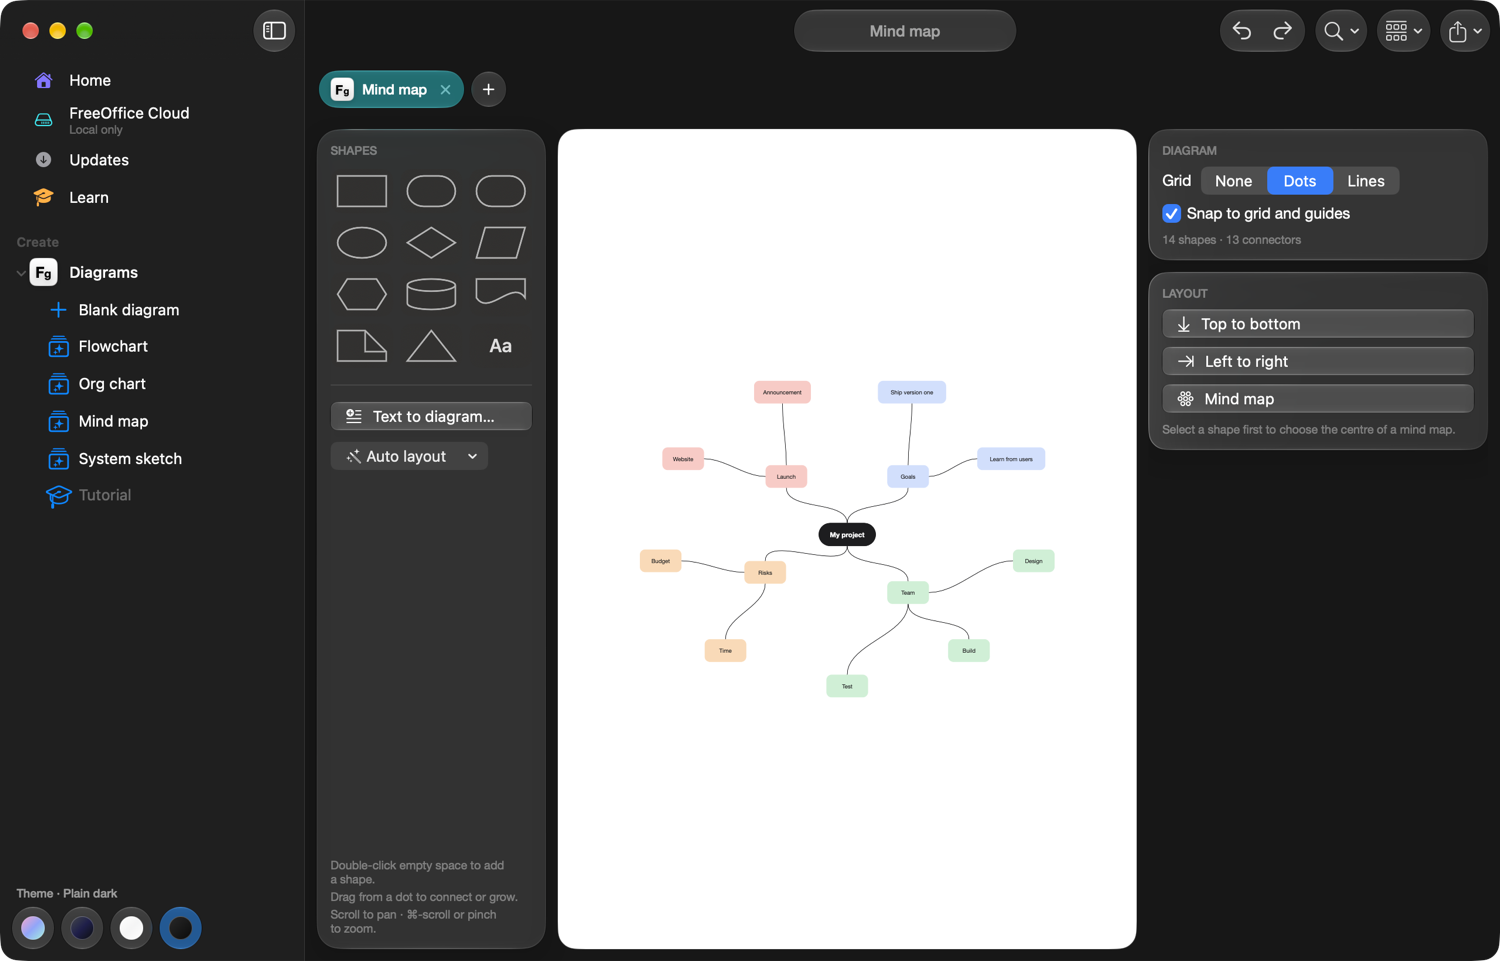 Home
FreeOffice Cloud
Local only
Updates
Learn
Create
Fg Diagrams
Blank diagram
Flowchart
Org chart
Mind map
System sketch
Tutorial
Theme · Plain dark
Mind map
Fg Mind map
SHAPES
Aa
Text to diagram...
Auto layout
Double-click empty space to add
a shape.
Drag from a dot to connect or grow.
Scroll to pan · ⌘-scroll or pinch
to zoom.
Announcement
Ship version one
Website
Learn from users
Launch
Goals
My project
Budget
Risks
Design
Team
Time
Build
Test
DIAGRAM
Grid None Dots Lines
Snap to grid and guides
14 shapes · 13 connectors
LAYOUT
Top to bottom
Left to right
Mind map
Select a shape first to choose the centre of a mind map.